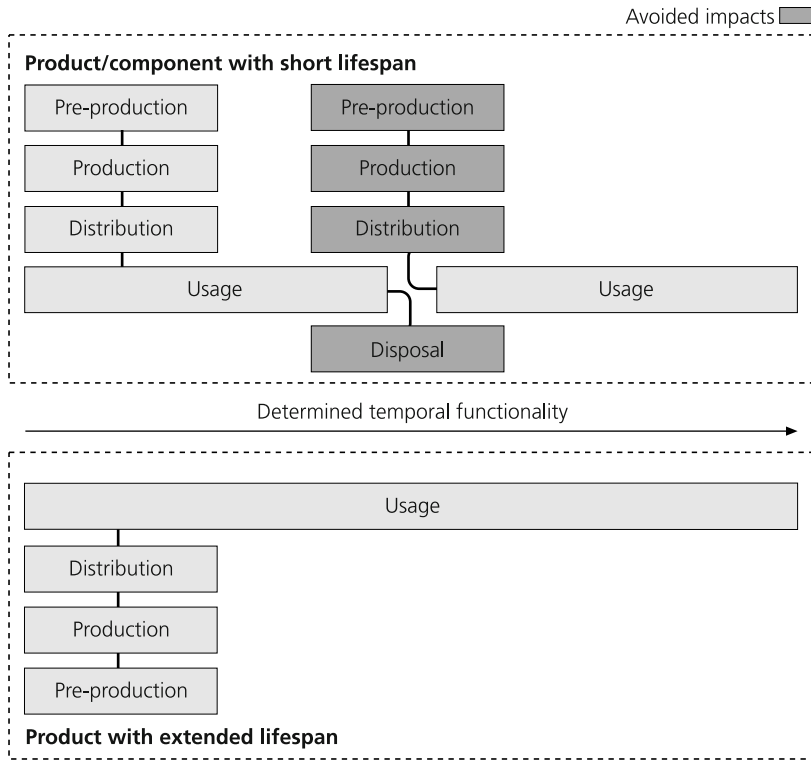 Avoided impacts
Product/component with short lifespan
Pre-production
Pre-production
Production
Production
Distribution
Distribution
Usage
Usage
Disposal
Determined temporal functionality
Usage
Distribution
Production
Pre-production
Product with extended lifespan